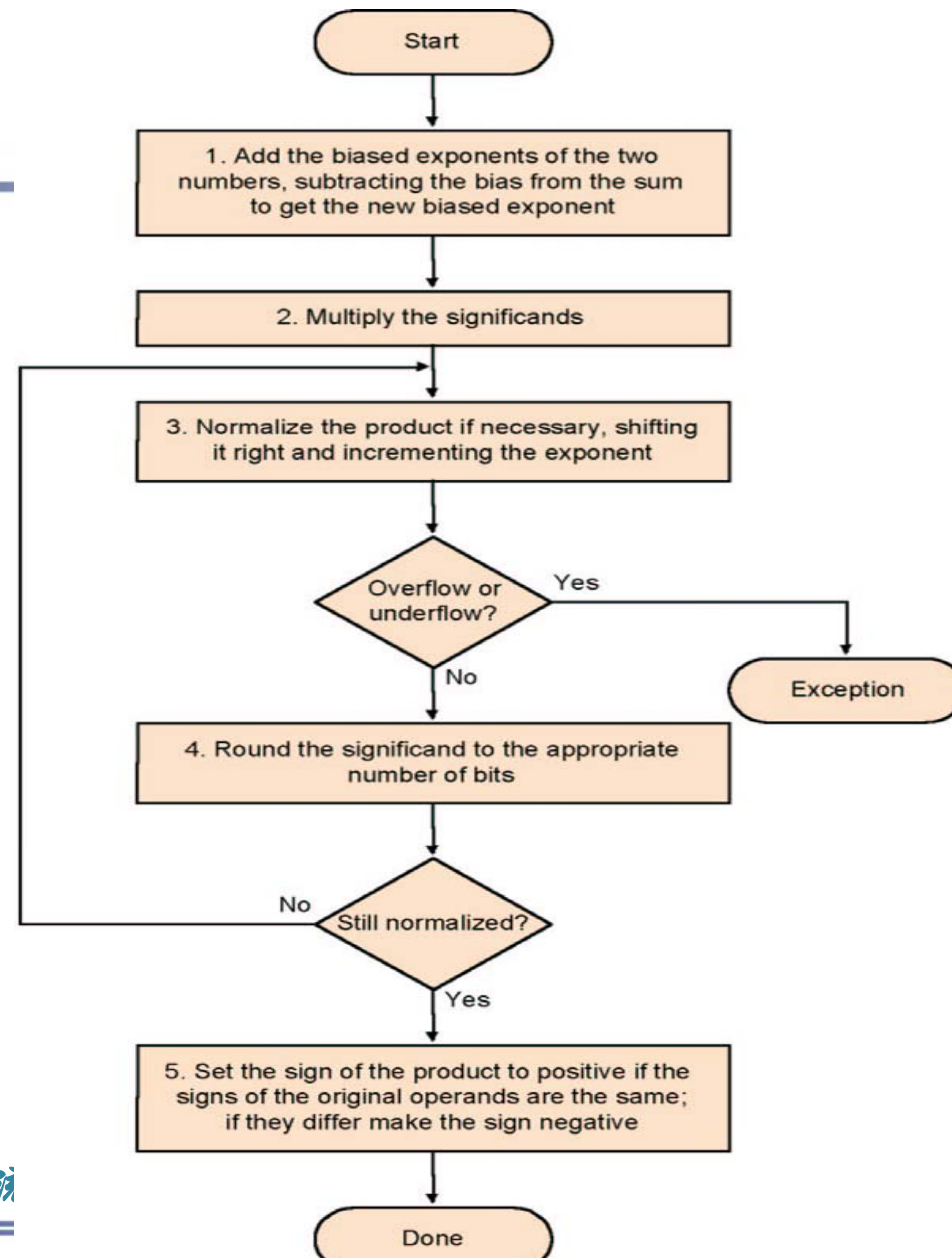 Start
1. Add the biased exponents of the two
numbers, subtracting the bias from the sum
to get the new biased exponent
2. Multiply the significands
3. Normalize the product if necessary, shifting
it right and incrementing the exponent
Overflow or
underflow?
Yes
No
Exception
4. Round the significand to the appropriate
number of bits
No
Still normalized?
Yes
5. Set the sign of the product to positive if the
signs of the original operands are the same;
if they differ make the sign negative
Done